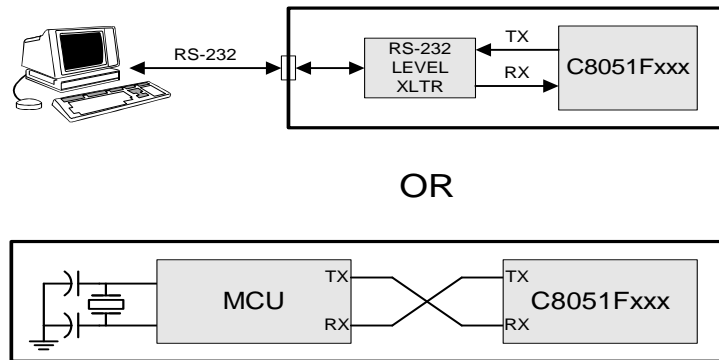 RS-232
RS-232
LEVEL
XLTR
TX
RX
C8051Fxxx
OR
MCU
TX
RX
TX
RX
C8051Fxxx